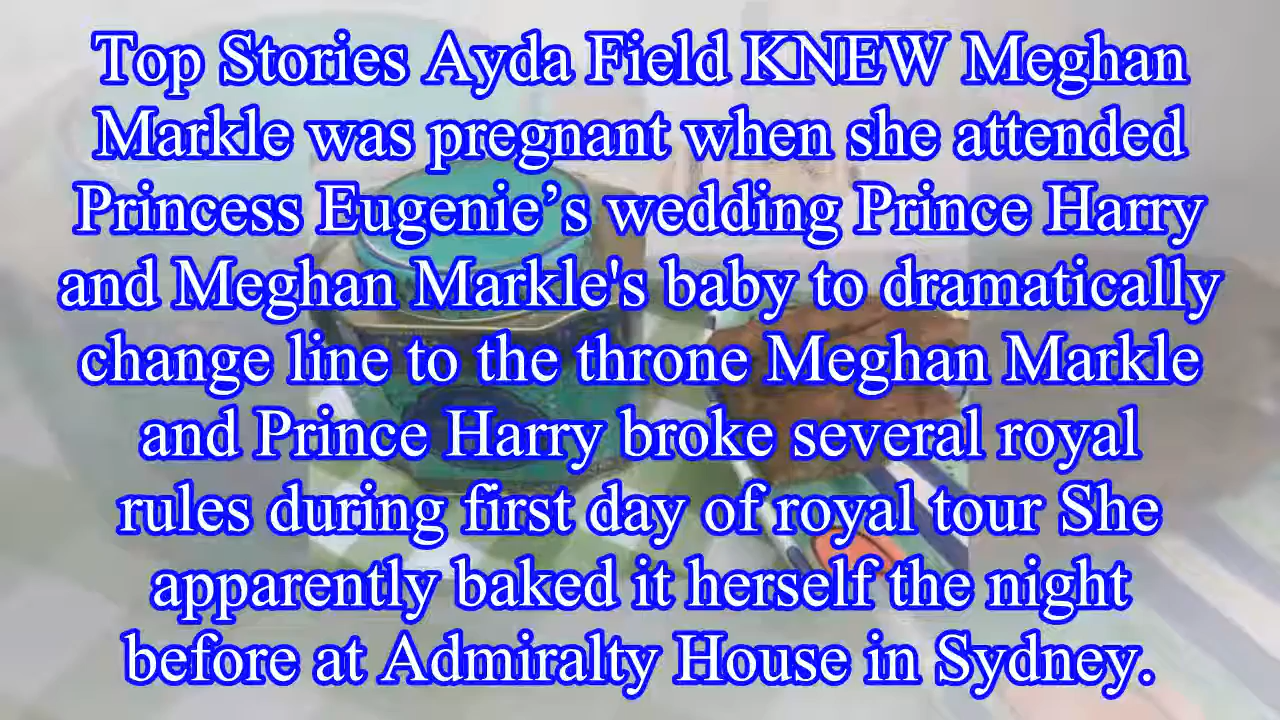 Top Stories Ayda Field KNEW Meghan
Markle was pregnant when she attended
Princess Eugenie’s wedding Prince Harry
and Meghan Markle's baby to dramatically
change line to the throne Meghan Markle
and Prince Harry broke several royal
rules during first day of royal tour She
apparently baked it herself the night
before at Admiralty House in Sydney.